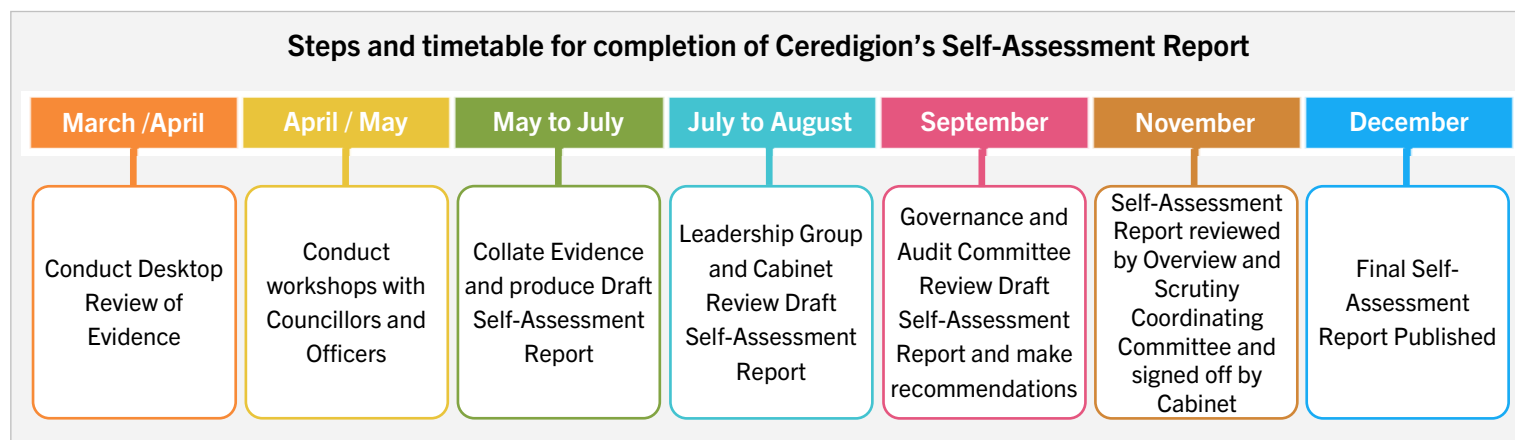 Steps and timetable for completion of Ceredigion's Self-Assessment Report
March /April
Conduct Desktop
Review of
Evidence
April / May
Conduct
workshops with
Councillors and
Officers
May to July
Collate Evidence
and produce Draft
Self-Assessment
Report
July to August
Leadership Group
and Cabinet
Review Draft
Self-Assessment
Report
September
Governance and
Audit Committee
Review Draft
Self-Assessment
Report and make
recommendations
November
Self-Assessment
Report reviewed
by Overview and
Scrutiny
Coordinating
Committee and
signed off by
Cabinet
December
Final Self-
Assessment
Report Published